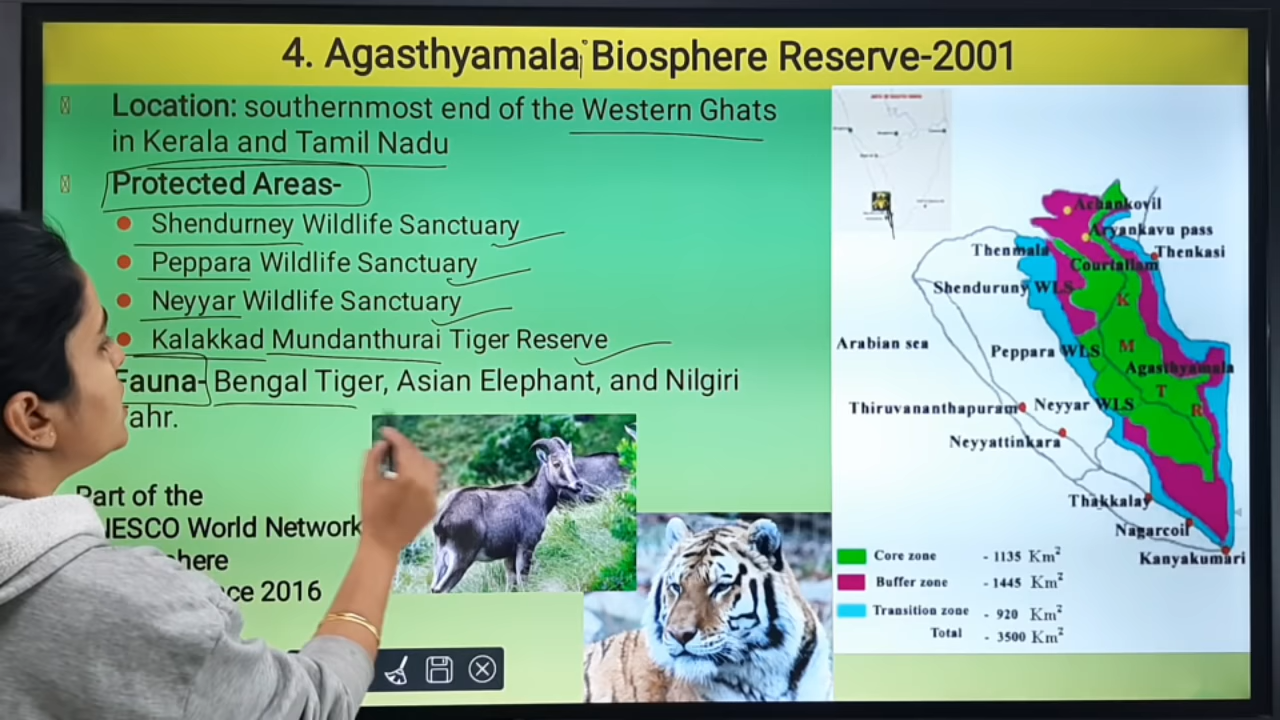 4. Agasthyamala Biosphere Reserve-2001
Location: southernmost end of the Western Ghats
in Kerala and Tamil Nadu
Protected Areas-
Shendurney Wildlife Sanctuary
Peppara Wildlife Sanctuary
Neyyar Wildlife Sanctuary
Kalakkad Mundanthurai Tiger Reserve
Fauna- Bengal Tiger, Asian Elephant, and Nilgiri
ahr.
Part of the
NESCO World Network
here
ce 2016
Achankovil
Aryankavu pass
Thenmala
Thenkasi
Courtallam
Shenduruny WLS
K
Arabian sea
Peppara WLS
M
Agasthyamala
T
Thiruvananthapuram
Neyyar WLS
R
Neyyattinkara
Thakkalay
Nagarcoil
Kanyakumari
Core zone - 1135 Km²
Buffer zone - 1445 Km²
Transition zone - 920 Km²
Total - 3500 Km²